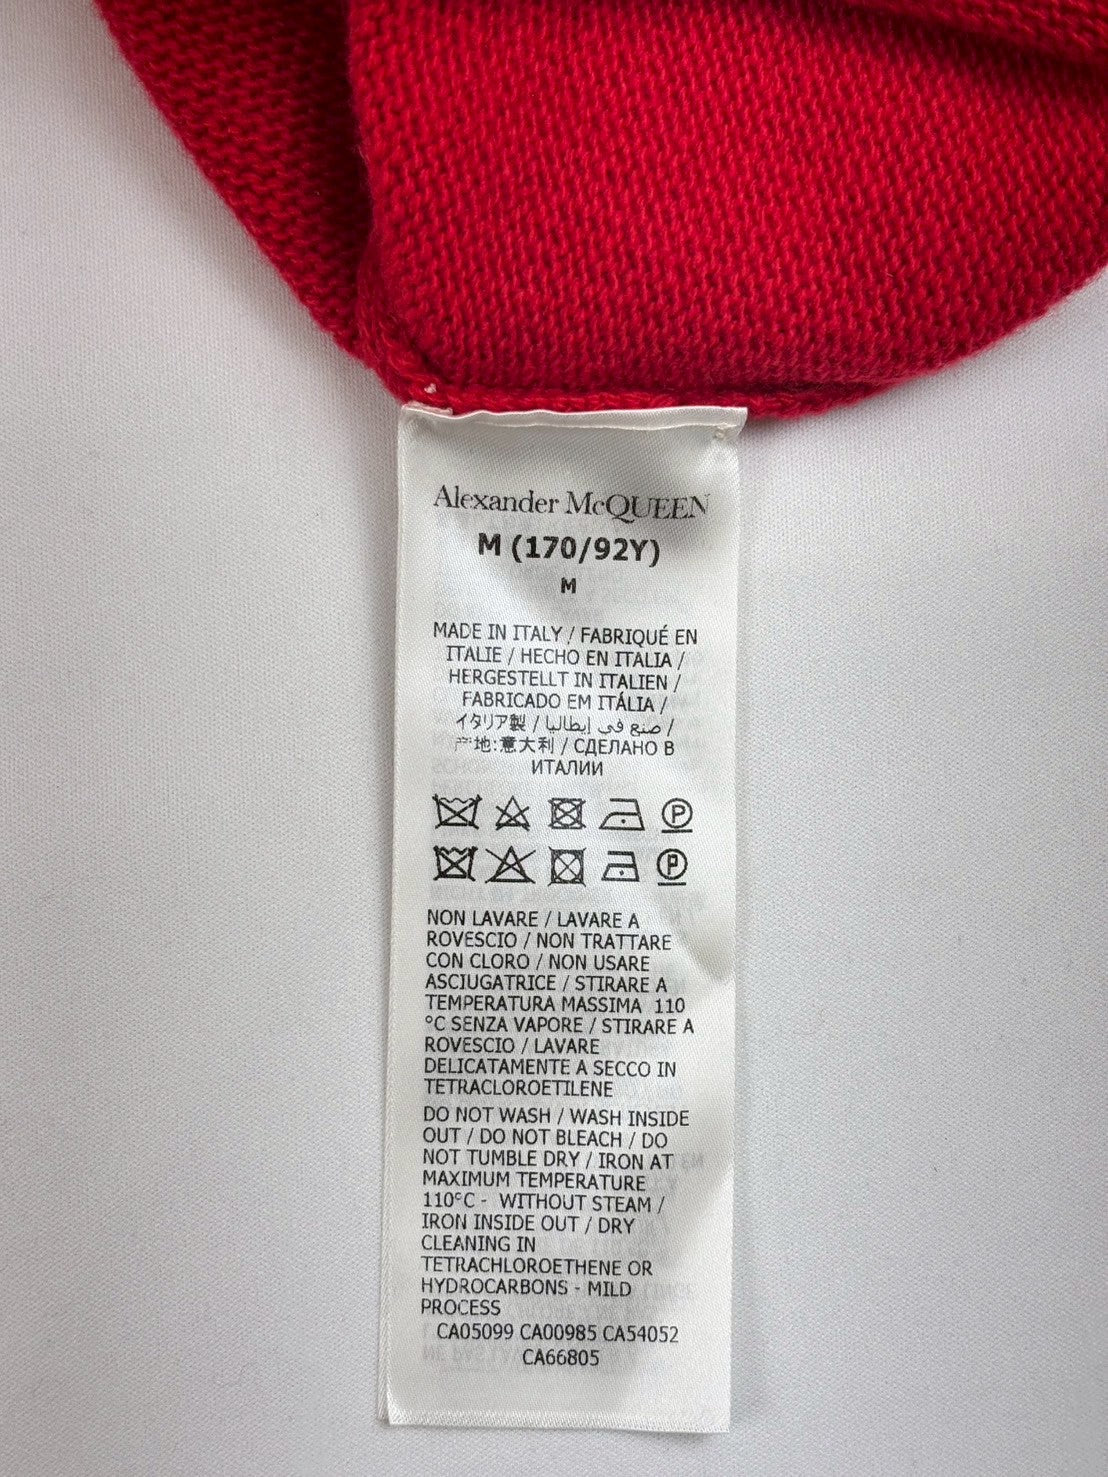 Alexander McQUEEN
M (170/92Y)
M
MADE IN ITALY / FABRIQUÉ EN
ITALIE / HECHO EN ITALIA /
HERGESTELLT IN ITALIEN /
FABRICADO EM ITÁLIA /
イタリア製 / صنع في إيطاليا /
产地:意大利 / СДЕЛАНО В
ИТАЛИИ
P
P
NON LAVARE / LAVARE A
ROVESCIO / NON TRATTARE
CON CLORO / NON USARE
ASCIUGATRICE / STIRARE A
TEMPERATURA MASSIMA 110
°C SENZA VAPORE / STIRARE A
ROVESCIO / LAVARE
DELICATAMENTE A SECCO IN
TETRACLOROETILENE
DO NOT WASH / WASH INSIDE
OUT / DO NOT BLEACH / DO
NOT TUMBLE DRY / IRON AT
MAXIMUM TEMPERATURE
110°C - WITHOUT STEAM /
IRON INSIDE OUT / DRY
CLEANING IN
TETRACHLOROETHENE OR
HYDROCARBONS - MILD
PROCESS
CA05099 CA00985 CA54052
CA66805